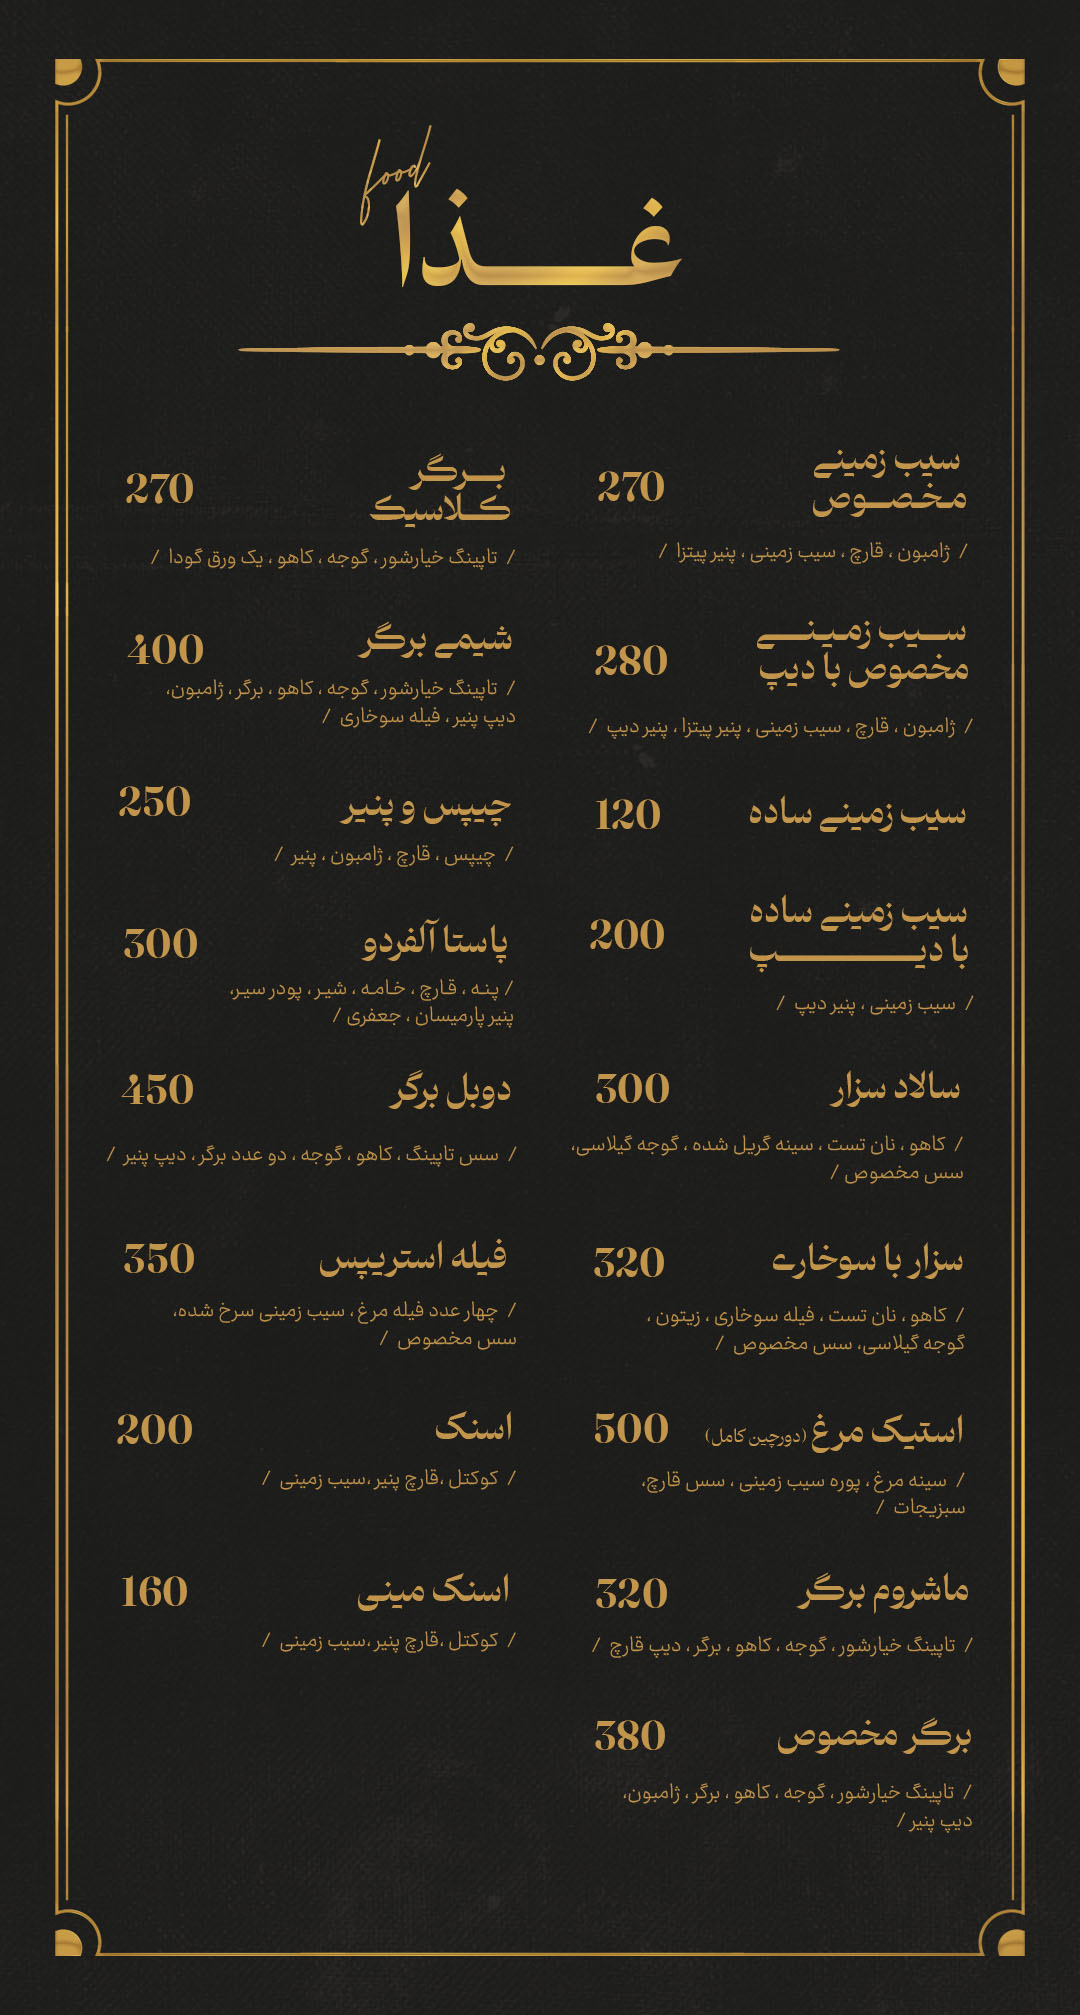 food
غذا
سیب زمینی
مخصوص
270
/ ژامبون ، قارچ ، سیب زمینی ، پنیر پیتزا /
سیب زمینی
مخصوص با دیپ
280
/ ژامبون ، قارچ ، سیب زمینی ، پنیر پیتزا ، پنیر دیپ /
سیب زمینی ساده
120
سیب زمینی ساده
با دیپ
200
/ سیب زمینی ، پنیر دیپ /
سالاد سزار
300
/ کاهو ، نان تست ، سینه گریل شده ، گوجه گیلاسی،
سس مخصوص /
سزار با سوخاری
320
/ کاهو ، نان تست ، فیله سوخاری ، زیتون ،
گوجه گیلاسی، سس مخصوص /
استیک مرغ (دورچین کامل)
500
/ سینه مرغ ، پوره سیب زمینی ، سس قارچ،
سبزیجات /
ماشروم برگر
320
/ تاپینگ خیارشور ، گوجه ، کاهو ، برگر ، دیپ قارچ /
برگر مخصوص
380
/ تاپینگ خیارشور ، گوجه ، کاهو ، برگر ، ژامبون،
دیپ پنیر /
برگر
کلاسیک
270
/ تاپینگ خیارشور ، گوجه ، کاهو ، یک ورق گودا /
شیمی برگر
400
/ تاپینگ خیارشور ، گوجه ، کاهو ، برگر ، ژامبون،
دیپ پنیر ، فیله سوخاری /
چیپس و پنیر
250
/ چیپس ، قارچ ، ژامبون ، پنیر /
پاستا آلفردو
300
/ پنه ، قارچ ، خامه ، شیر ، پودر سیر،
پنیر پارمیسان ، جعفری /
دوبل برگر
450
/ سس تاپینگ ، کاهو ، گوجه ، دو عدد برگر ، دیپ پنیر /
فیله استریپس
350
/ چهار عدد فیله مرغ ، سیب زمینی سرخ شده،
سس مخصوص /
اسنک
200
/ کوکتل ،قارچ پنیر ،سیب زمینی /
اسنک مینی
160
/ کوکتل ،قارچ پنیر ،سیب زمینی /